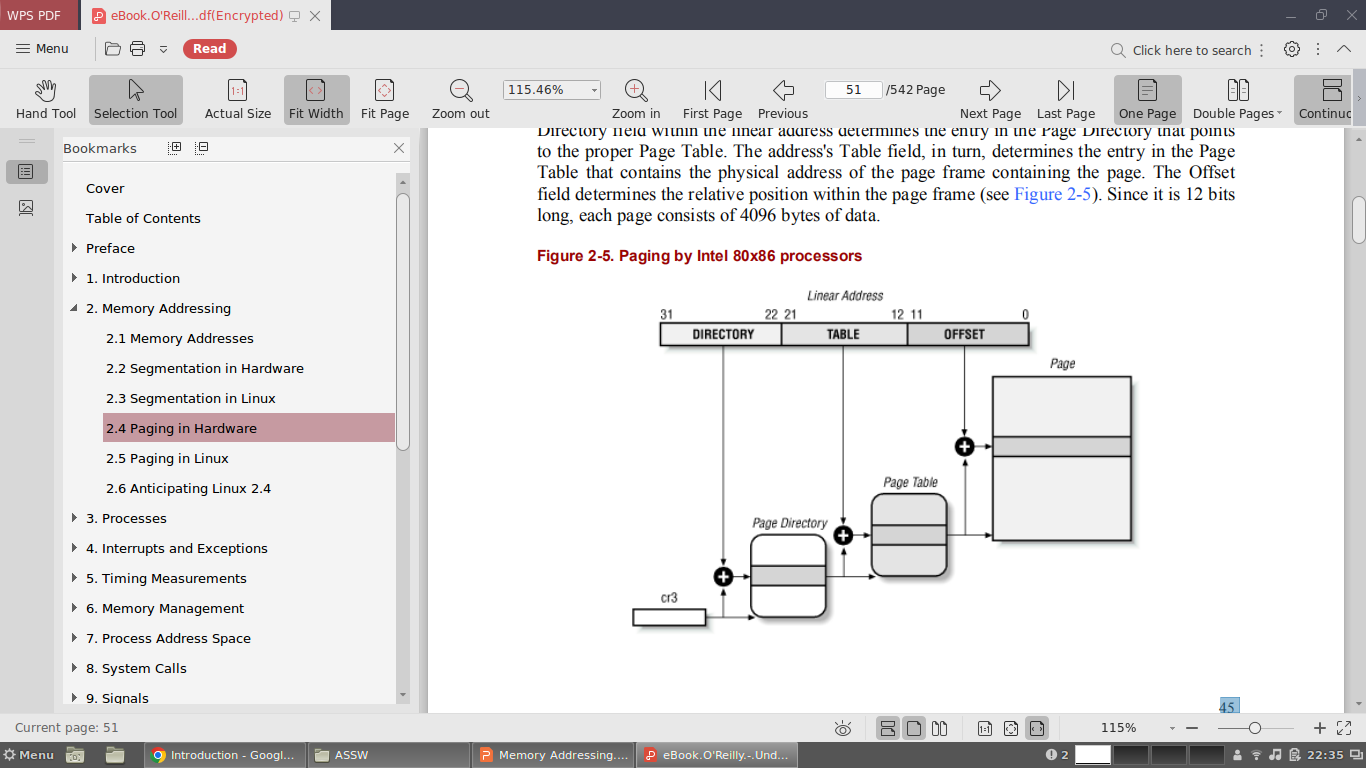 WPS PDF
eBook.O'Reill...df(Encrypted)
Menu
Read
Click here to search
Hand Tool
Selection Tool
Actual Size
Fit Width
Fit Page
Zoom out
115.46%
Zoom in
First Page
Previous
51 /542 Page
Next Page
Last Page
One Page
Double Pages
Continuc
Bookmarks
Cover
Table of Contents
Preface
1. Introduction
2. Memory Addressing
2.1 Memory Addresses
2.2 Segmentation in Hardware
2.3 Segmentation in Linux
2.4 Paging in Hardware
2.5 Paging in Linux
2.6 Anticipating Linux 2.4
3. Processes
4. Interrupts and Exceptions
5. Timing Measurements
6. Memory Management
7. Process Address Space
8. System Calls
9. Signals
Directory field within the linear address determines the entry in the Page Directory that points
to the proper Page Table. The address's Table field, in turn, determines the entry in the Page
Table that contains the physical address of the page frame containing the page. The Offset
field determines the relative position within the page frame (see Figure 2-5). Since it is 12 bits
long, each page consists of 4096 bytes of data.
Figure 2-5. Paging by Intel 80x86 processors
Linear Address
31 22 21 12 11 0
DIRECTORY TABLE OFFSET
Page
Page Table
Page Directory
cr3
45
Current page: 51
1:1
115%
Menu
Introduction - Googl...
ASSW
Memory Addressing....
eBook.O'Reilly.-.Und...
2
22:35